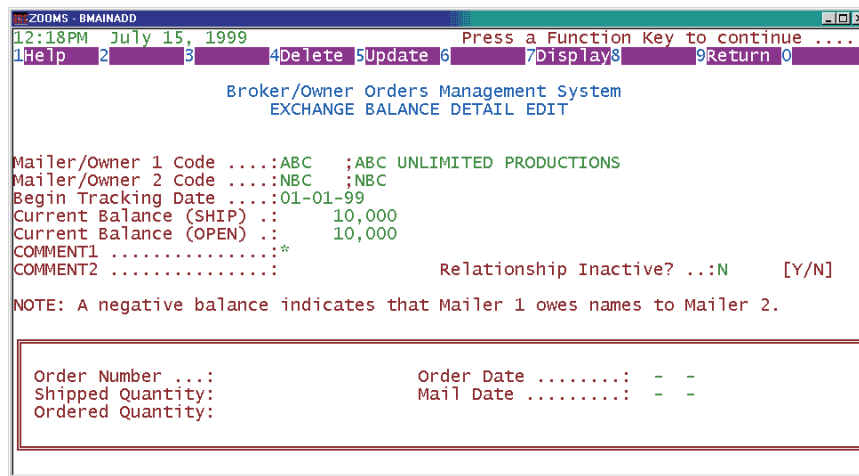 ZOOMS - BMAINADD
12:18PM July 15, 1999 Press a Function Key to continue ....
1Help 2 3 4Delete 5Update 6 7Display8 9Return 0
Broker/Owner Orders Management System
EXCHANGE BALANCE DETAIL EDIT
Mailer/Owner 1 Code ....:ABC ;ABC UNLIMITED PRODUCTIONS
Mailer/Owner 2 Code ....:NBC ;NBC
Begin Tracking Date ....:01-01-99
Current Balance (SHIP) .: 10,000
Current Balance (OPEN) .: 10,000
COMMENT1 ...............:*
COMMENT2 ...............: Relationship Inactive? ..:N [Y/N]
NOTE: A negative balance indicates that Mailer 1 owes names to Mailer 2.
Order Number ...: Order Date ........: - -
Shipped Quantity: Mail Date .........: - -
Ordered Quantity: